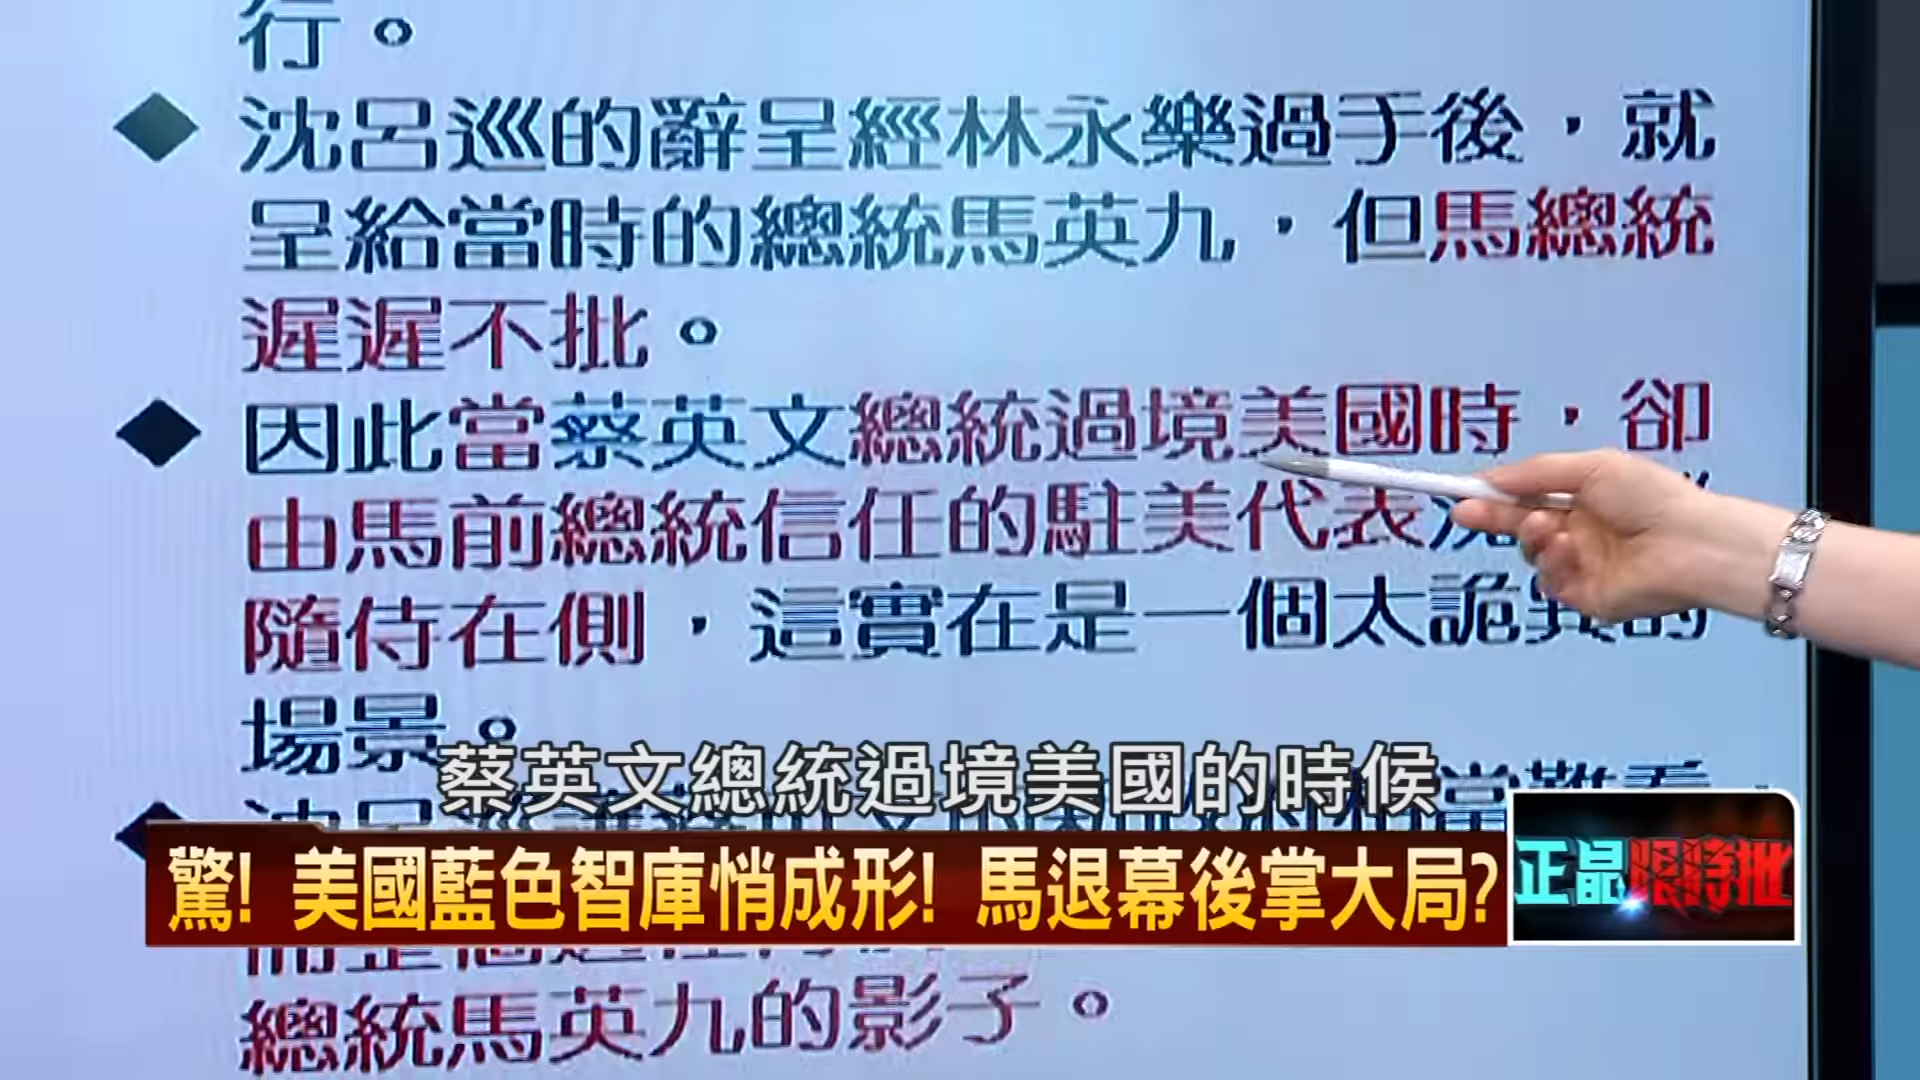 行。
◆沈呂巡的辭呈經林永樂過手後，就
呈給當時的總統馬英九，但馬總統
遲遲不批。
◆因此當蔡英文總統過境美國時，卻
由馬前總統信任的駐美代表沈
隨侍在側，這實在是一個太詭異的
場景。
蔡英文總統過境美國的時候
驚! 美國藍色智庫悄成形! 馬退幕後掌大局?
正晶限時批
總統馬英九的影子。